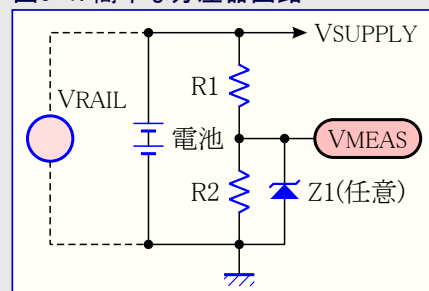 VSUPPLY
R1
VRAIL
電池
VMEAS
R2
Z1(任意)